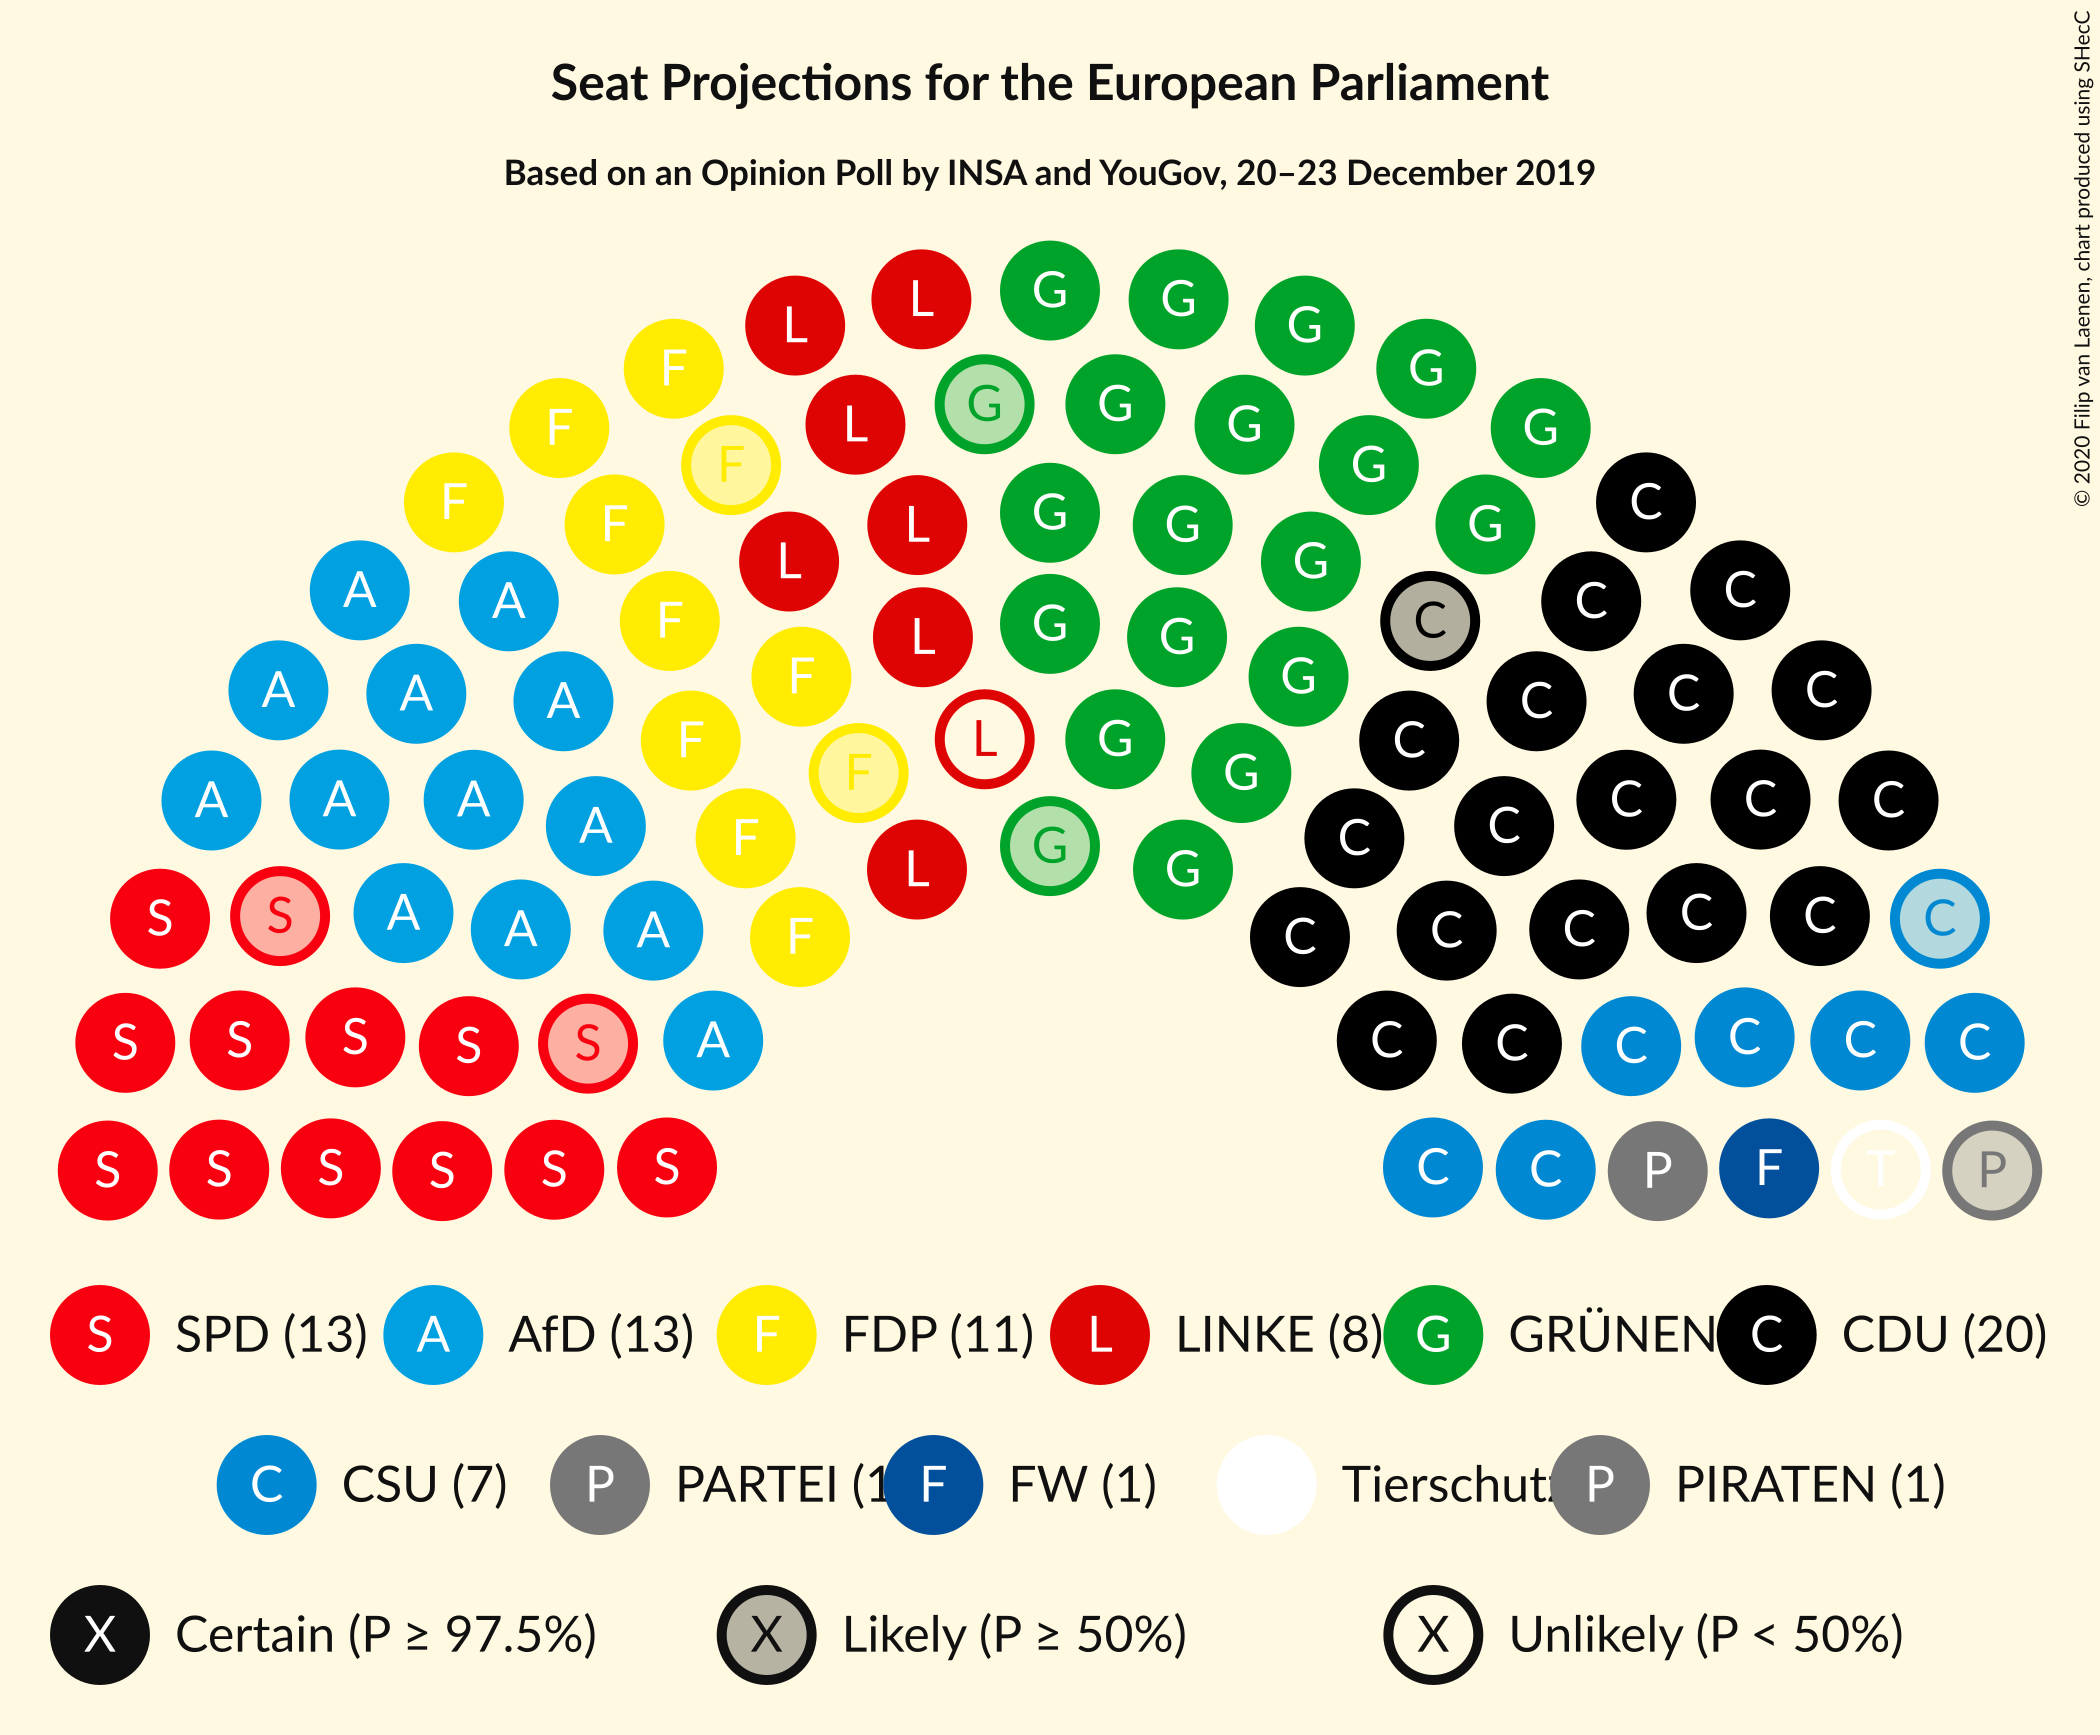 © 2020 Filip van Laenen, chart produced using SHecC
Seat Projections for the European Parliament
Based on an Opinion Poll by INSA and YouGov, 20–23 December 2019
L G G
L G
F G
G G
F L G G
F G
F C
F L G G G
L G
A A C C
F L G G C
A A A F G C C C
F L G C
F G
A A A A F C C C C C
L G G
S S A A A F C C C C C C
S S S S S A C C C C C C
S S S S S S C C P F T P
S SPD (13) A AfD (13) F FDP (11) L LINKE (8) G GRÜNEN C CDU (20)
C CSU (7) P PARTEI (1 F FW (1) Tierschutz P PIRATEN (1)
X Certain (P ≥ 97.5%) X Likely (P ≥ 50%) X Unlikely (P < 50%)